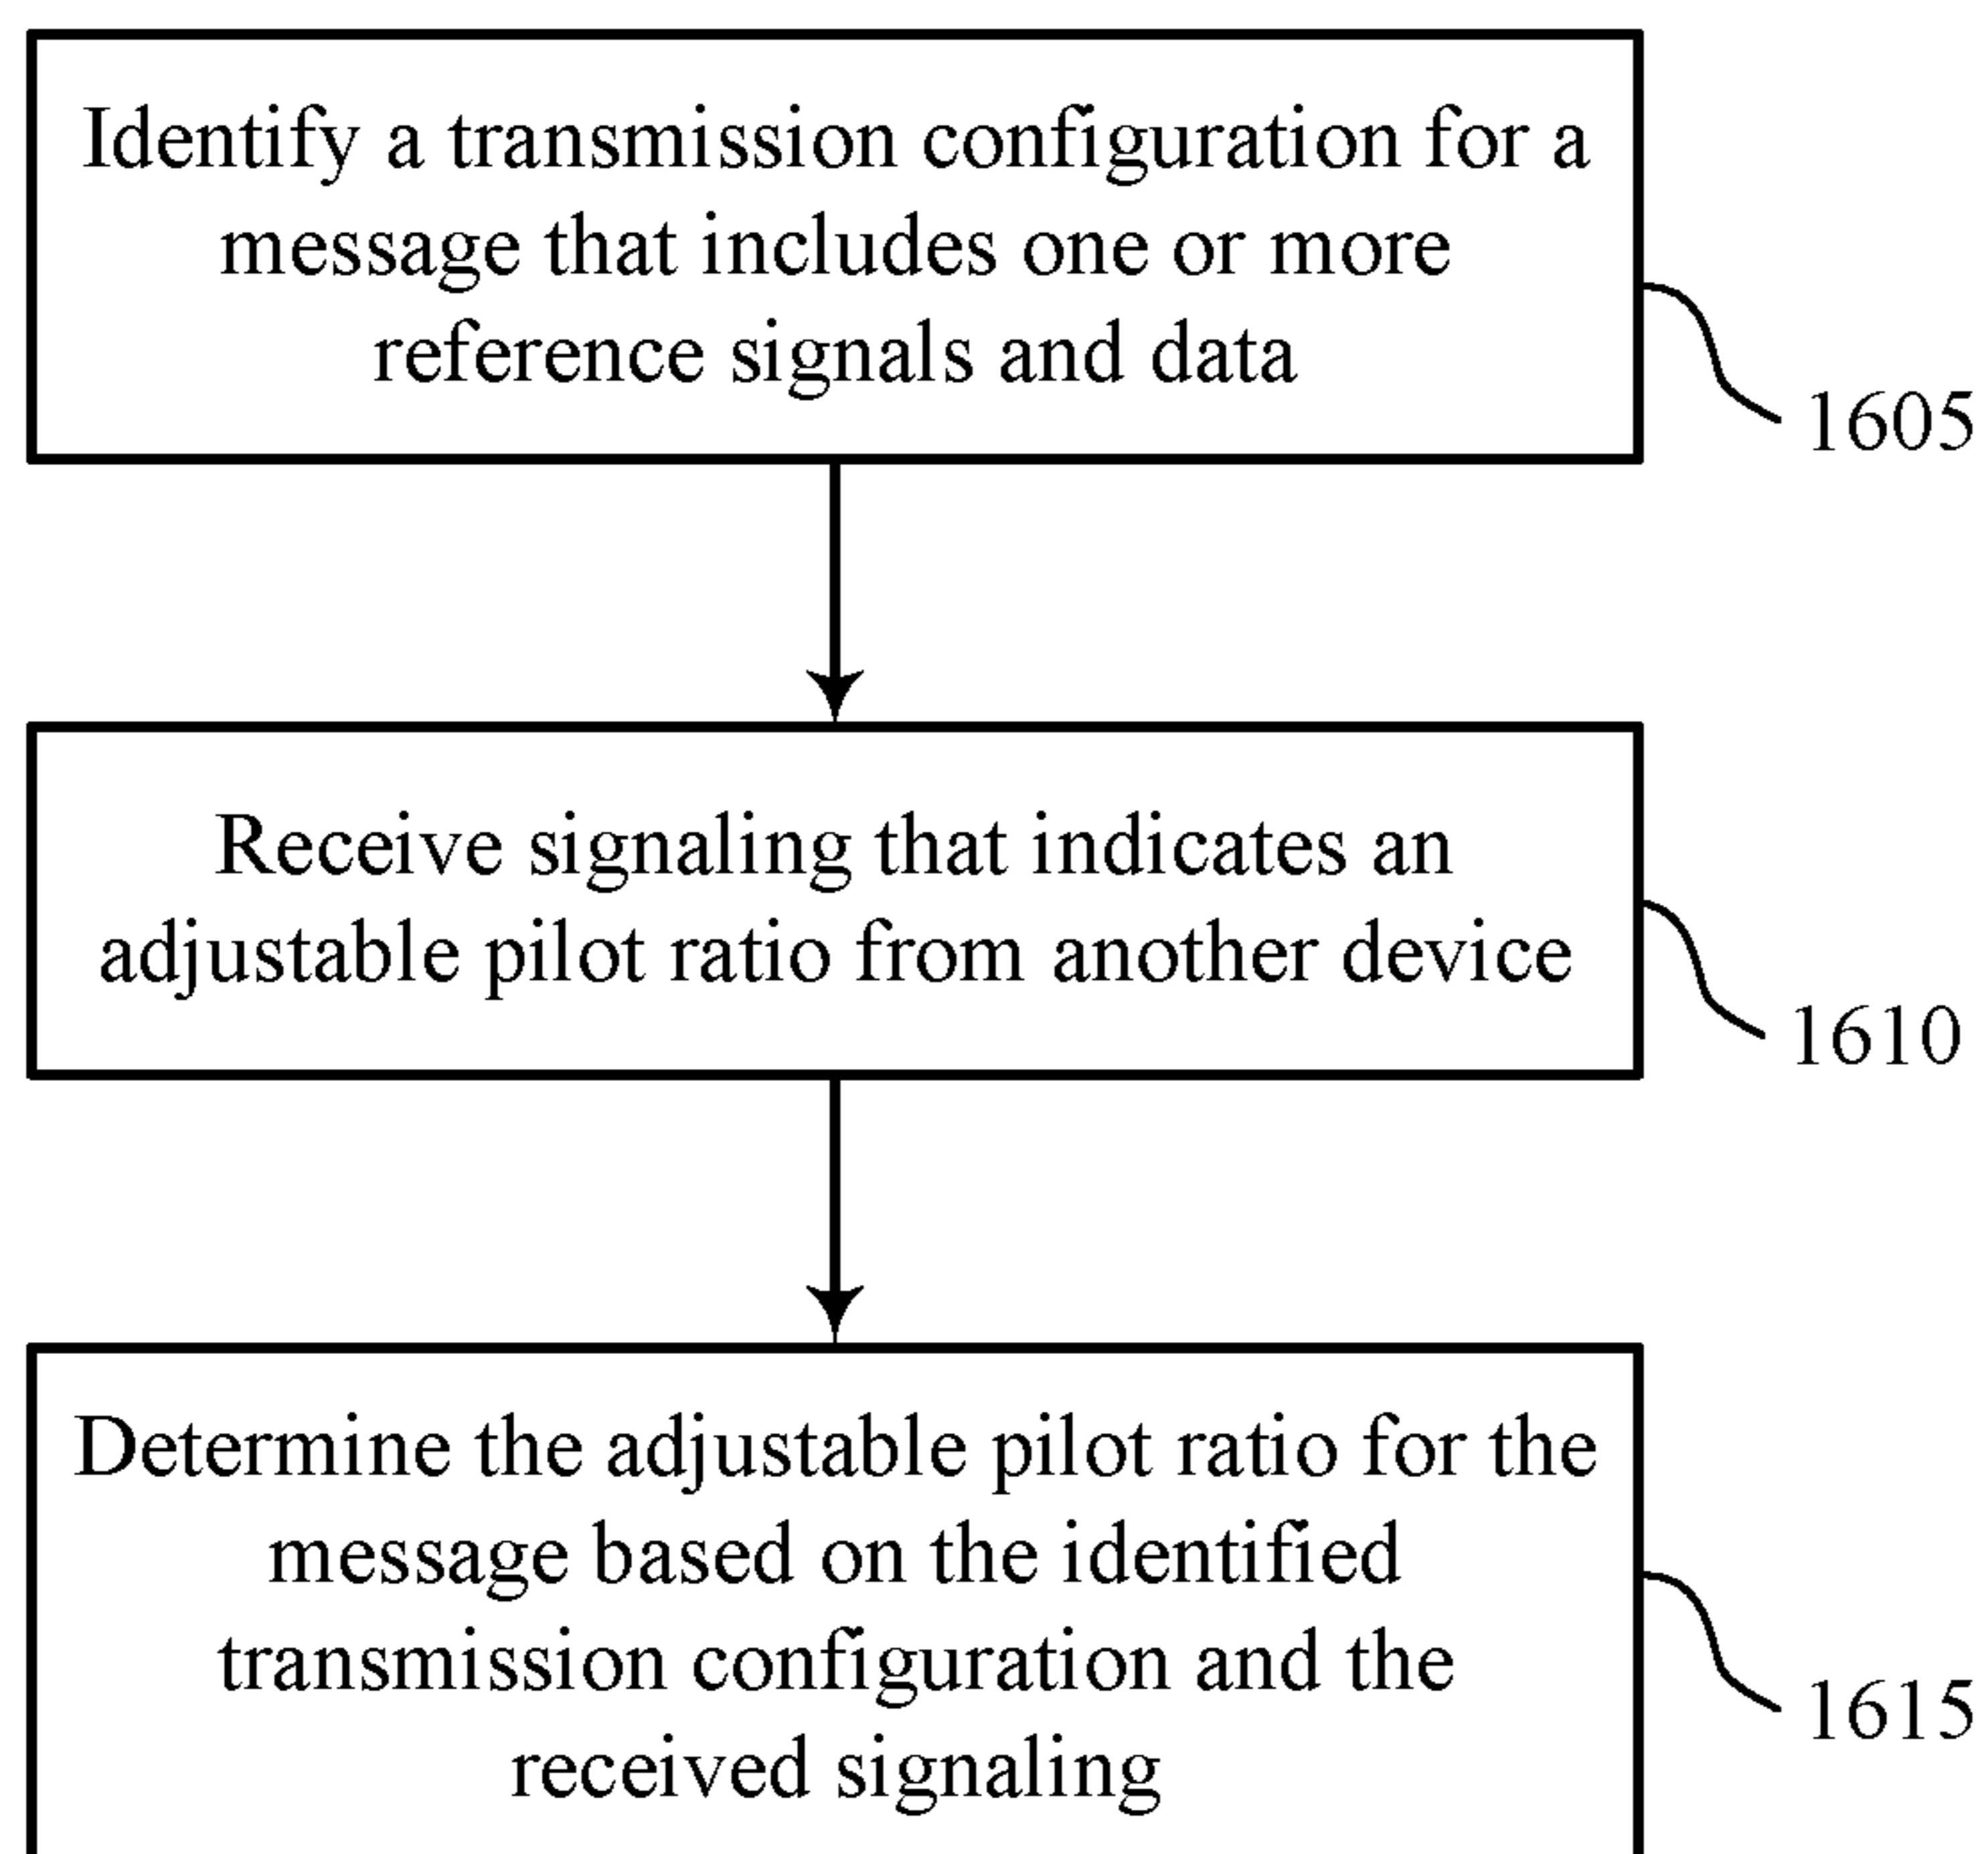 Identify a transmission configuration for a
message that includes one or more
reference signals and data
1605
Receive signaling that indicates an
adjustable pilot ratio from another device
1610
Determine the adjustable pilot ratio for the
message based on the identified
transmission configuration and the
received signaling
1615